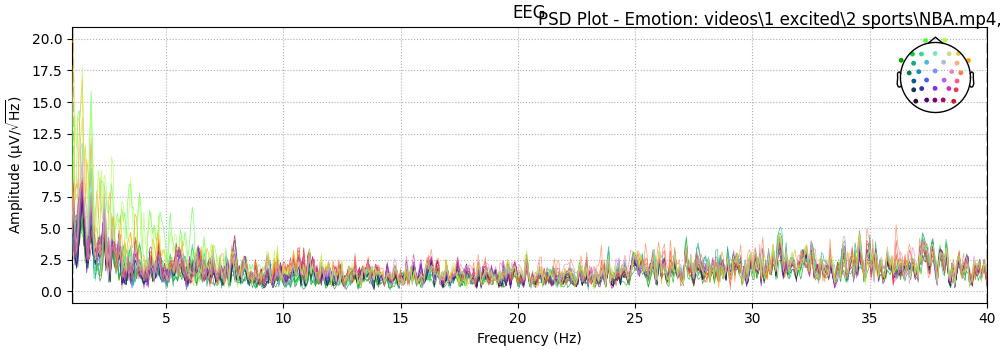 EEG
PSD Plot - Emotion: videos\1 excited\2 sports\NBA.mp4,
Amplitude (µV/√Hz)
20.0
17.5
15.0
12.5
10.0
7.5
5.0
2.5
0.0
5 10 15 20 25 30 35 40
Frequency (Hz)